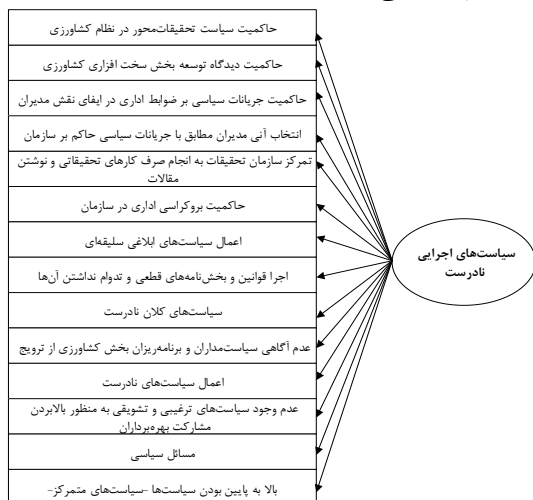 حاکمیت سیاست تحقیقات‌محور در نظام کشاورزی
حاکمیت دیدگاه توسعه بخش سخت افزاری کشاورزی
حاکمیت جریانات سیاسی بر ضوابط اداری در ایفای نقش مدیران
انتخاب آنی مدیران مطابق با جریانات سیاسی حاکم بر سازمان
تمرکز سازمان تحقیقات به انجام صرف کارهای تحقیقاتی و نوشتن
مقالات
حاکمیت بروکراسی اداری در سازمان
اعمال سیاست‌های ابلاغی سلیقه‌ای
اجرا قوانین و بخش‌نامه‌های قطعی و تدوام نداشتن آن‌ها
سیاست‌های کلان نادرست
عدم آگاهی سیاست‌مداران و برنامه‌ریزان بخش کشاورزی از ترویج
اعمال سیاست‌های نادرست
عدم وجود سیاست‌های ترغیبی و تشویقی به منظور بالابردن
مشارکت بهره‌برداران
مسائل سیاسی
بالا به پایین بودن سیاست‌ها -سیاست‌های متمرکز-
سیاست‌های اجرایی
نادرست